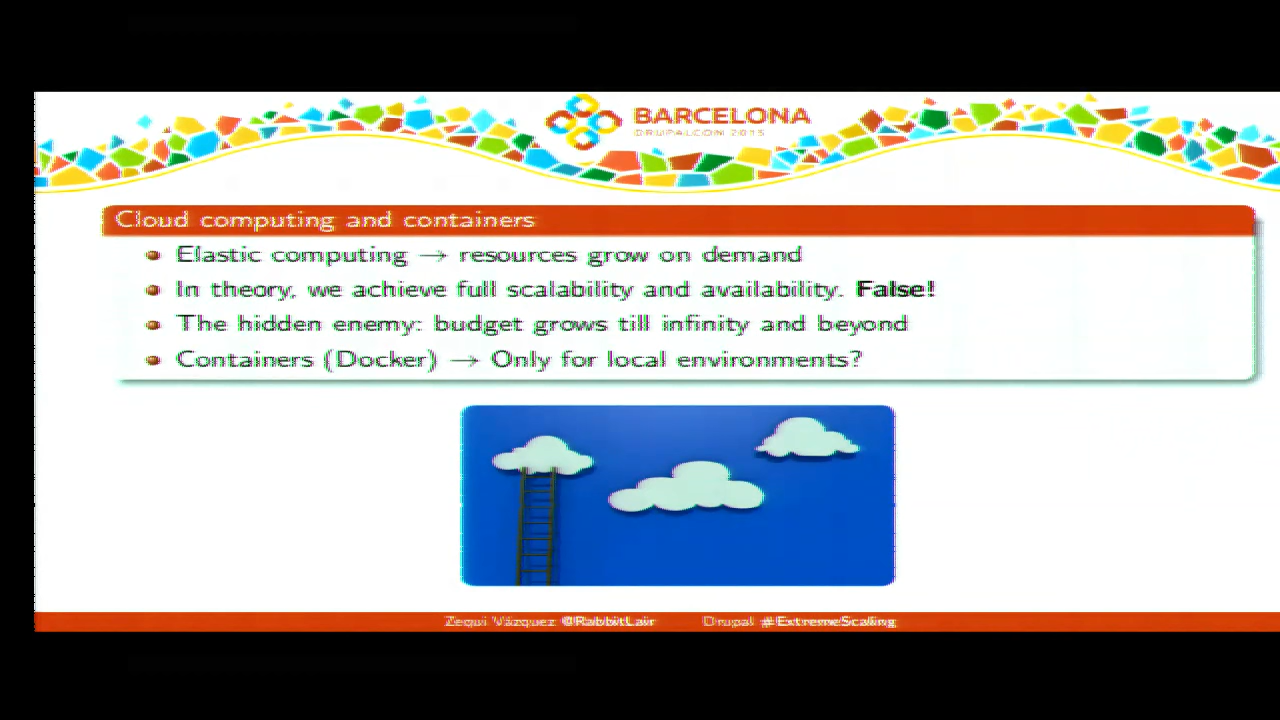 BARCELONA
DRUPALCON 2015
Cloud computing and containers
Elastic computing → resources grow on demand
In theory, we achieve full scalability and availability. False!
The hidden enemy: budget grows till infinity and beyond
Containers (Docker) → Only for local environments?
Zequi Vázquez @RabbitLair Drupal #ExtremeScaling